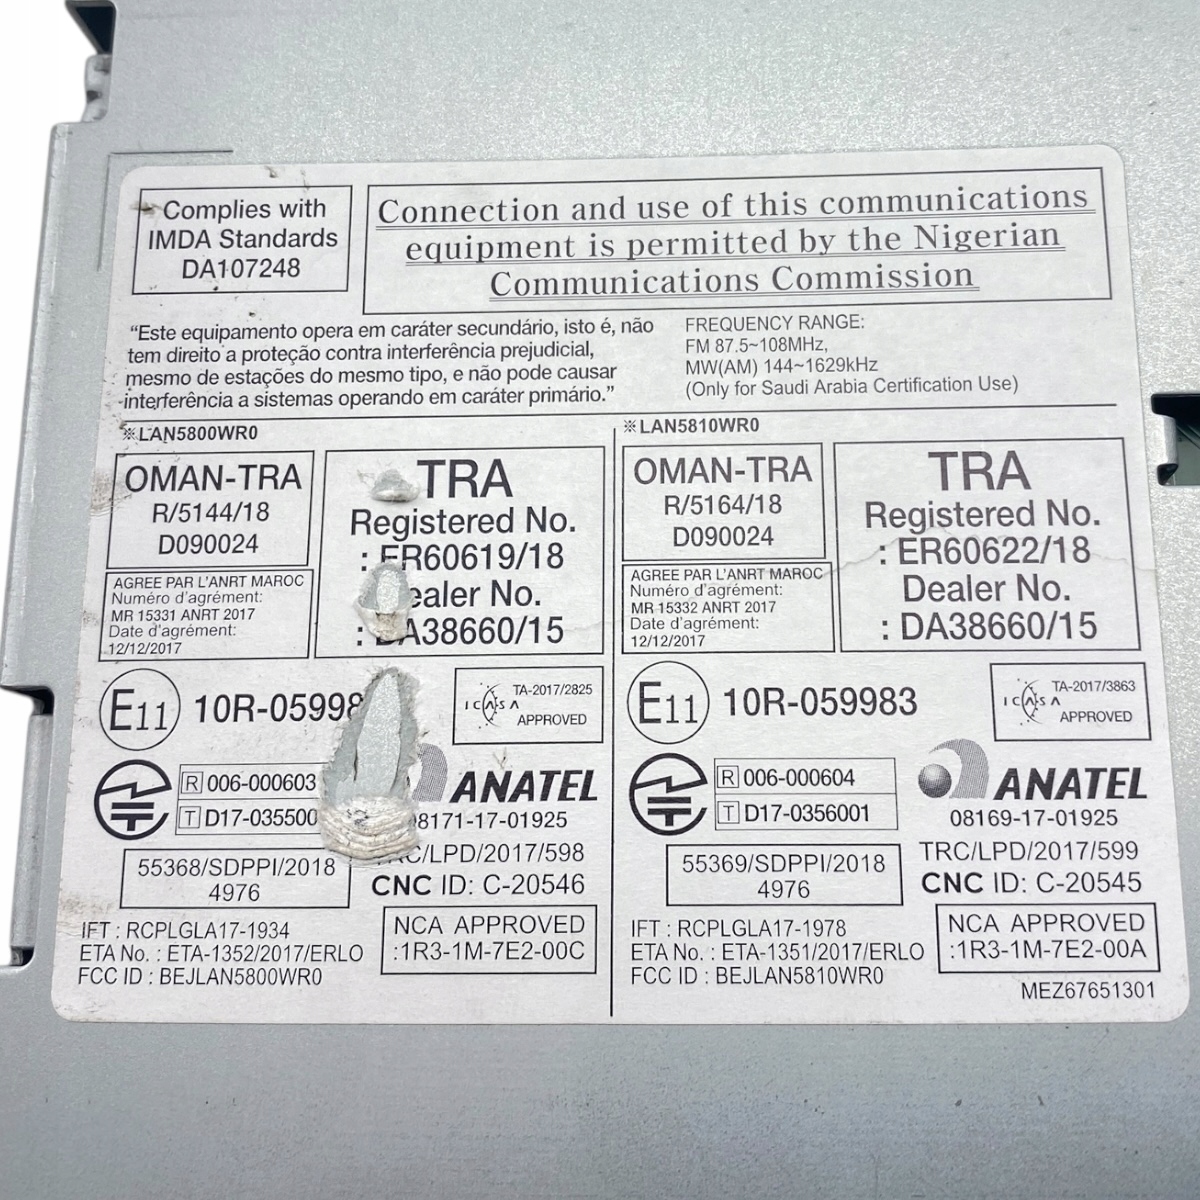 Complies with
IMDA Standards
DA107248
Connection and use of this communications
equipment is permitted by the Nigerian
Communications Commission
“Este equipamento opera em caráter secundário, isto é, não
tem direito a proteção contra interferência prejudicial,
mesmo de estações do mesmo tipo, e não pode causar
interferência a sistemas operando em caráter primário.”
FREQUENCY RANGE:
FM 87.5~108MHz,
MW(AM) 144~1629kHz
(Only for Saudi Arabia Certification Use)
※LAN5800WR0
OMAN-TRA
R/5144/18
D090024
TRA
Registered No.
: ER60619/18
ealer No.
: DA38660/15
AGREE PAR L'ANRT MAROC
Numéro d'agrément:
MR 15331 ANRT 2017
Date d'agrément:
12/12/2017
E11
10R-05998
ICASA
TA-2017/2825
APPROVED
R 006-000603
T D17-035500
ANATEL
8171-17-01925
TRC/LPD/2017/598
CNC ID: C-20546
55368/SDPPI/2018
4976
NCA APPROVED
:1R3-1M-7E2-00C
IFT : RCPLGLA17-1934
ETA No. : ETA-1352/2017/ERLO
FCC ID : BEJLAN5800WR0
※LAN5810WR0
OMAN-TRA
R/5164/18
D090024
TRA
Registered No.
: ER60622/18
Dealer No.
: DA38660/15
AGREE PAR L'ANRT MAROC
Numéro d'agrément:
MR 15332 ANRT 2017
Date d'agrément:
12/12/2017
E11
10R-059983
ICASA
TA-2017/3863
APPROVED
R 006-000604
T D17-0356001
ANATEL
08169-17-01925
TRC/LPD/2017/599
CNC ID: C-20545
55369/SDPPI/2018
4976
NCA APPROVED
:1R3-1M-7E2-00A
IFT : RCPLGLA17-1978
ETA No. : ETA-1351/2017/ERLO
FCC ID : BEJLAN5810WR0
MEZ67651301